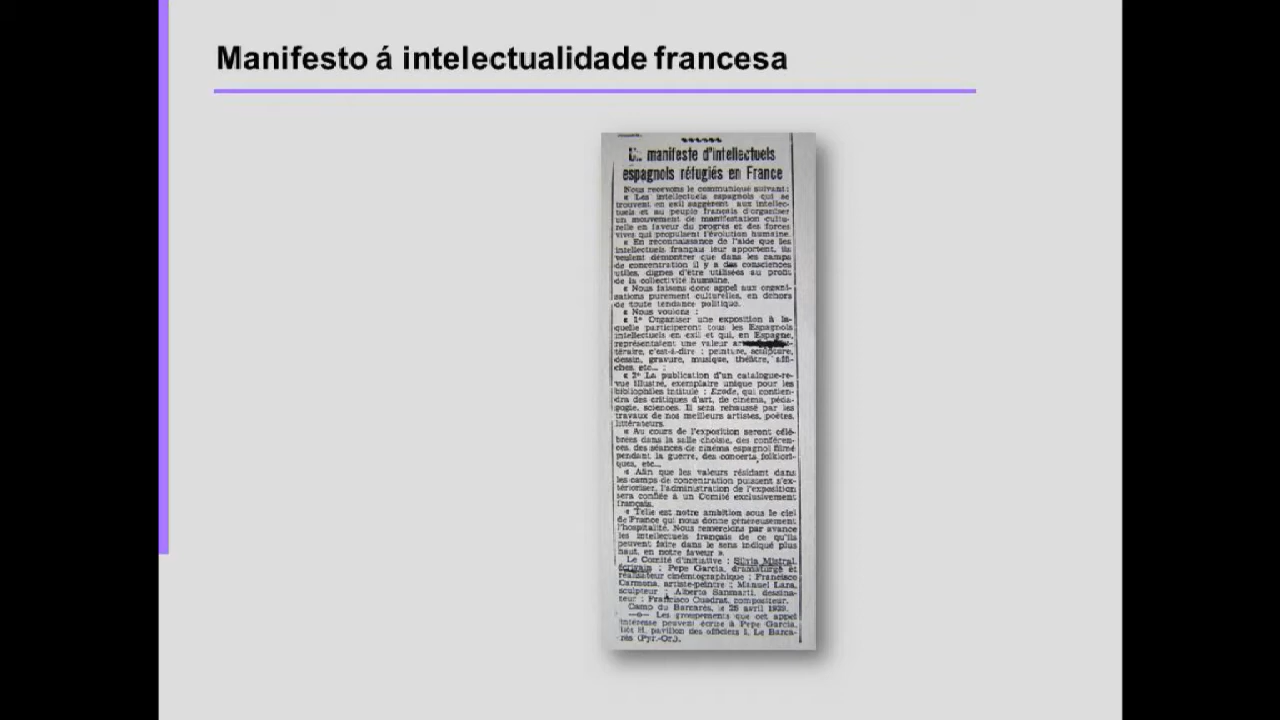 Manifesto á intelectualidade francesa
manifeste d'intellectuels
espagnols réfugiés en France
Nous recevons le communiqué suivant :
« Les intellectuels espagnols qui se
trouvent en exil suggèrent aux intellec-
tuels et au peuple français d'organiser
un mouvement de manifestation cultu-
relle en faveur du progrès et des forces
vives qui propulsent l'évolution humaine.
« En reconnaissance de l'aide que les
intellectuels français leur apportent, ils
veulent démontrer que dans les camps
de concentration il y a des consciences
utiles, dignes d'être utilisées au profit
de la collectivité humaine.
« Nous faisons donc appel aux organi-
sations purement culturelles, en dehors
de toute tendance politique.
« Nous voulons :
« 1° Organiser une exposition à la-
quelle participeront tous les Espagnols
intellectuels en exil et qui, en Espagne,
représentaient une valeur
téraire, c'est-à-dire : peinture, sculpture,
dessin, gravure, musique, théâtre, affi-
ches, etc... ;
« 2° La publication d'un catalogue-re-
vue illustré, exemplaire unique pour les
bibliophiles intitulé : Exode, qui contien-
dra des critiques d'art, de cinéma, péda-
gogie, sciences. Il sera rehaussé par les
travaux de nos meilleurs artistes, poètes,
littérateurs.
« Au cours de l'exposition seront célé-
brées dans la salle choisie, des conféren-
ces, des séances de cinéma espagnol filmé
pendant la guerre, des concerts folklori-
ques, etc...
« Afin que les valeurs résidant dans
les camps de concentration puissent s'ex-
térioriser, l'administration de l'exposition
sera confiée à un Comité exclusivement
français.
« Telle est notre ambition sous le ciel
de France qui nous donne généreusement
l'hospitalité. Nous remercions par avance
les intellectuels français de ce qu'ils
peuvent faire dans le sens indiqué plus
haut, en notre faveur ».
Le Comité d'initiative : Silvia Mistral,
écrivain ; Pepe Garcia, dramaturge et
réalisateur cinématographique ; Francisco
Carmona, artiste-peintre ; Manuel Lara,
sculpteur ; Alberto Sanmarti, dessina-
teur ; Francisco Cuadrat, compositeur.
Camp du Barcarès, le 25 avril 1939.
—o— Les groupements que cet appel
intéresse peuvent écrire à Pepe Garcia,
pavillon des officiers 1, Le Barca-
rès (Pyr.-Or.).